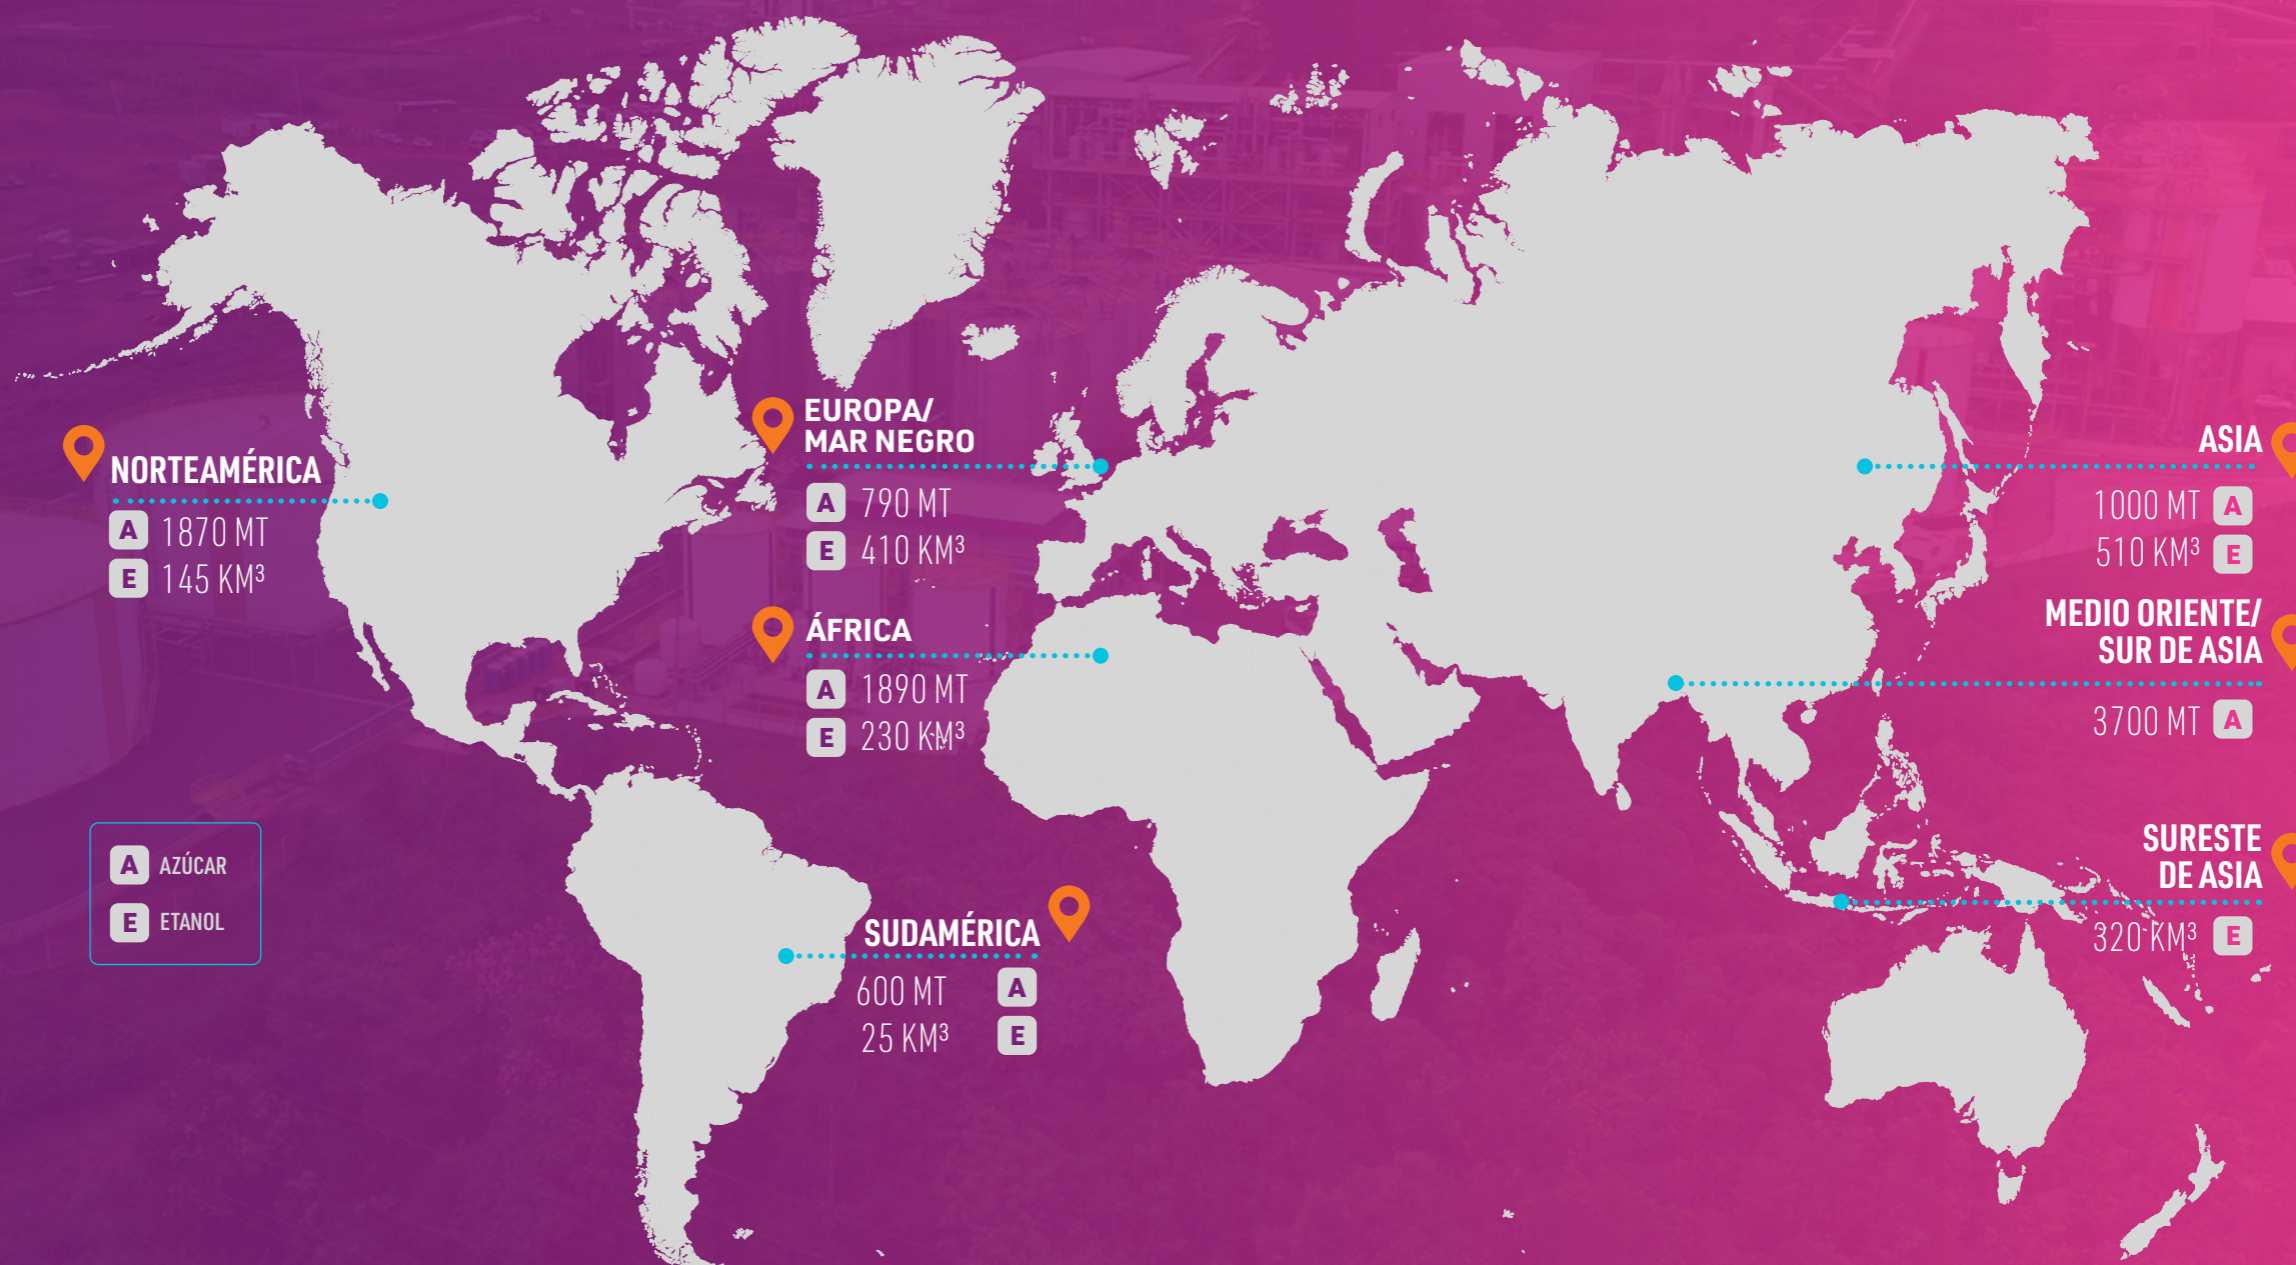 NORTEAMÉRICA
A 1870 MT
E 145 KM³
EUROPA/
MAR NEGRO
A 790 MT
E 410 KM³
ÁFRICA
A 1890 MT
E 230 KM³
SUDAMÉRICA
600 MT A
25 KM³ E
ASIA
1000 MT A
510 KM³ E
MEDIO ORIENTE/
SUR DE ASIA
3700 MT A
SURESTE
DE ASIA
320 KM³ E
A AZÚCAR
E ETANOL